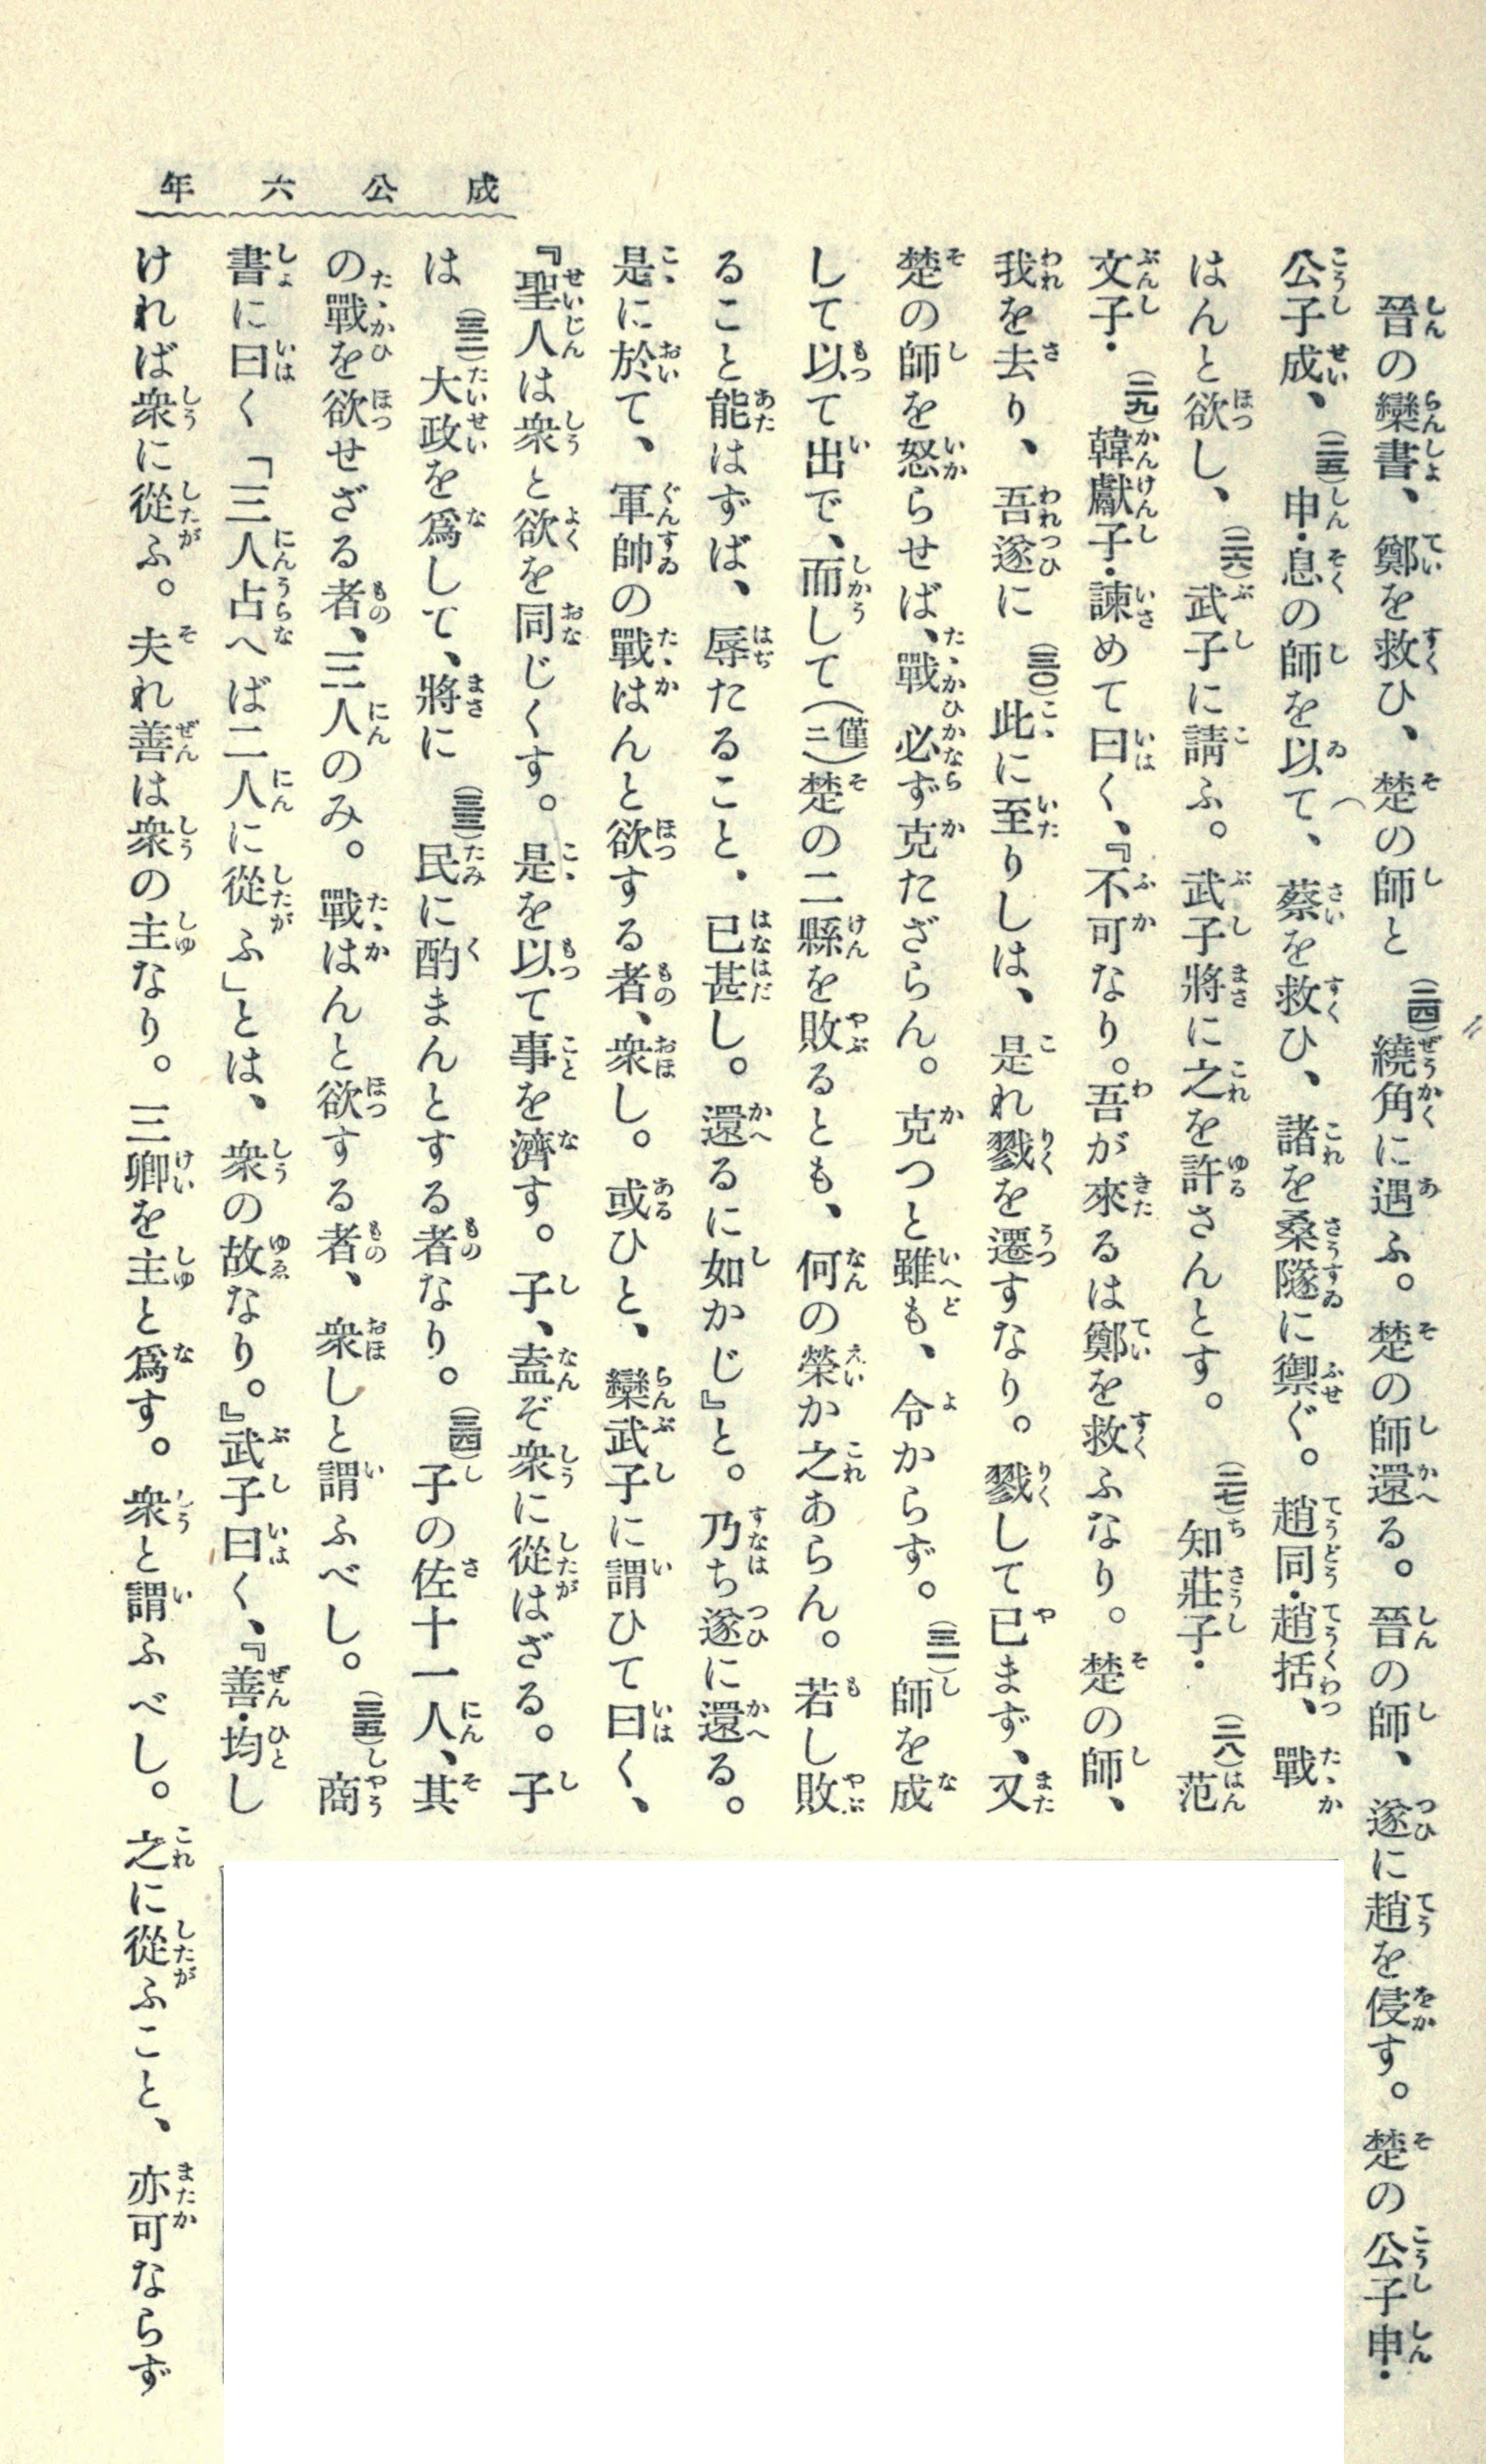 成公六年
晉の欒書、鄭を救ひ、楚の師と(二四)繞角に遇ふ。楚の師還る。晉の師、遂に趙を侵す。楚の公子申・
公子成、(二五)申・息の師を以て、蔡を救ひ、諸を桑隧に禦ぐ。趙同・趙括、戰
はんと欲し、(二六)武子に請ふ。武子將に之を許さんとす。(二七)知莊子・(二八)范
文子・(二九)韓獻子・諫めて曰く、『不可なり。吾が來るは鄭を救ふなり。楚の師、
我を去り、吾遂に(三〇)此に至りしは、是れ戮を遷すなり。戮して已まず、又
楚の師を怒らせば、戰必ず克たざらん。克つと雖も、令からず。(三一)師を成
して以て出で、而して(僅ニ)楚の二縣を敗るとも、何の榮か之あらん。若し敗
ること能はずば、辱たること、已甚し。還るに如かじ』と。乃ち遂に還る。
是に於て、軍帥の戰はんと欲する者、衆し。或ひと、欒武子に謂ひて曰く、
『聖人は衆と欲を同じくす。是を以て事を濟す。子、盍ぞ衆に從はざる。子
は(三二)大政を爲して、將に(三三)民に酌まんとする者なり。(三四)子の佐十一人、其
の戰を欲せざる者、三人のみ。戰はんと欲する者、衆しと謂ふべし。(三五)商
書に曰く「三人占へば二人に從ふ」とは、衆の故なり。』武子曰く、『善・均し
ければ衆に從ふ。夫れ善は衆の主なり。三卿を主と爲す。衆と謂ふべし。之に從ふこと、亦可ならず